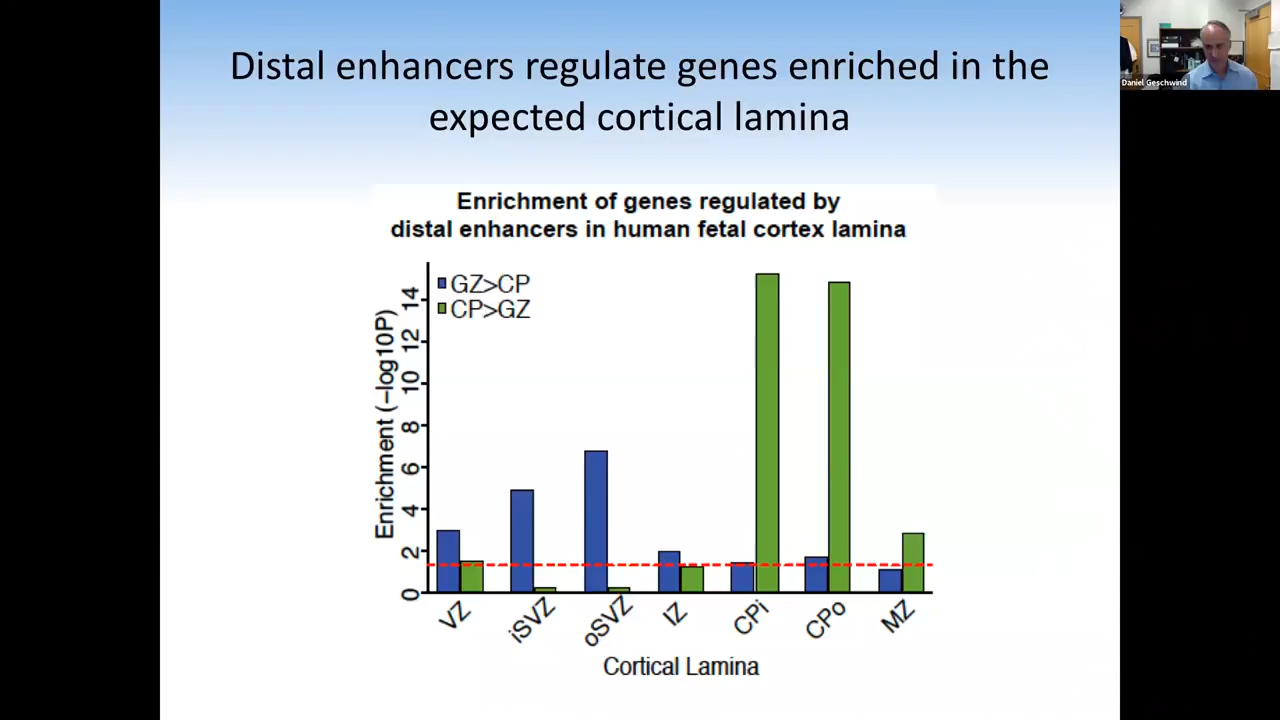 Distal enhancers regulate genes enriched in the
expected cortical lamina
Daniel Geschwind
Enrichment of genes regulated by
distal enhancers in human fetal cortex lamina
GZ>CP
CP>GZ
Enrichment (−log10P)
14
12
10
8
6
4
2
0
VZ
iSVZ
oSVZ
IZ
CPi
CPo
MZ
Cortical Lamina